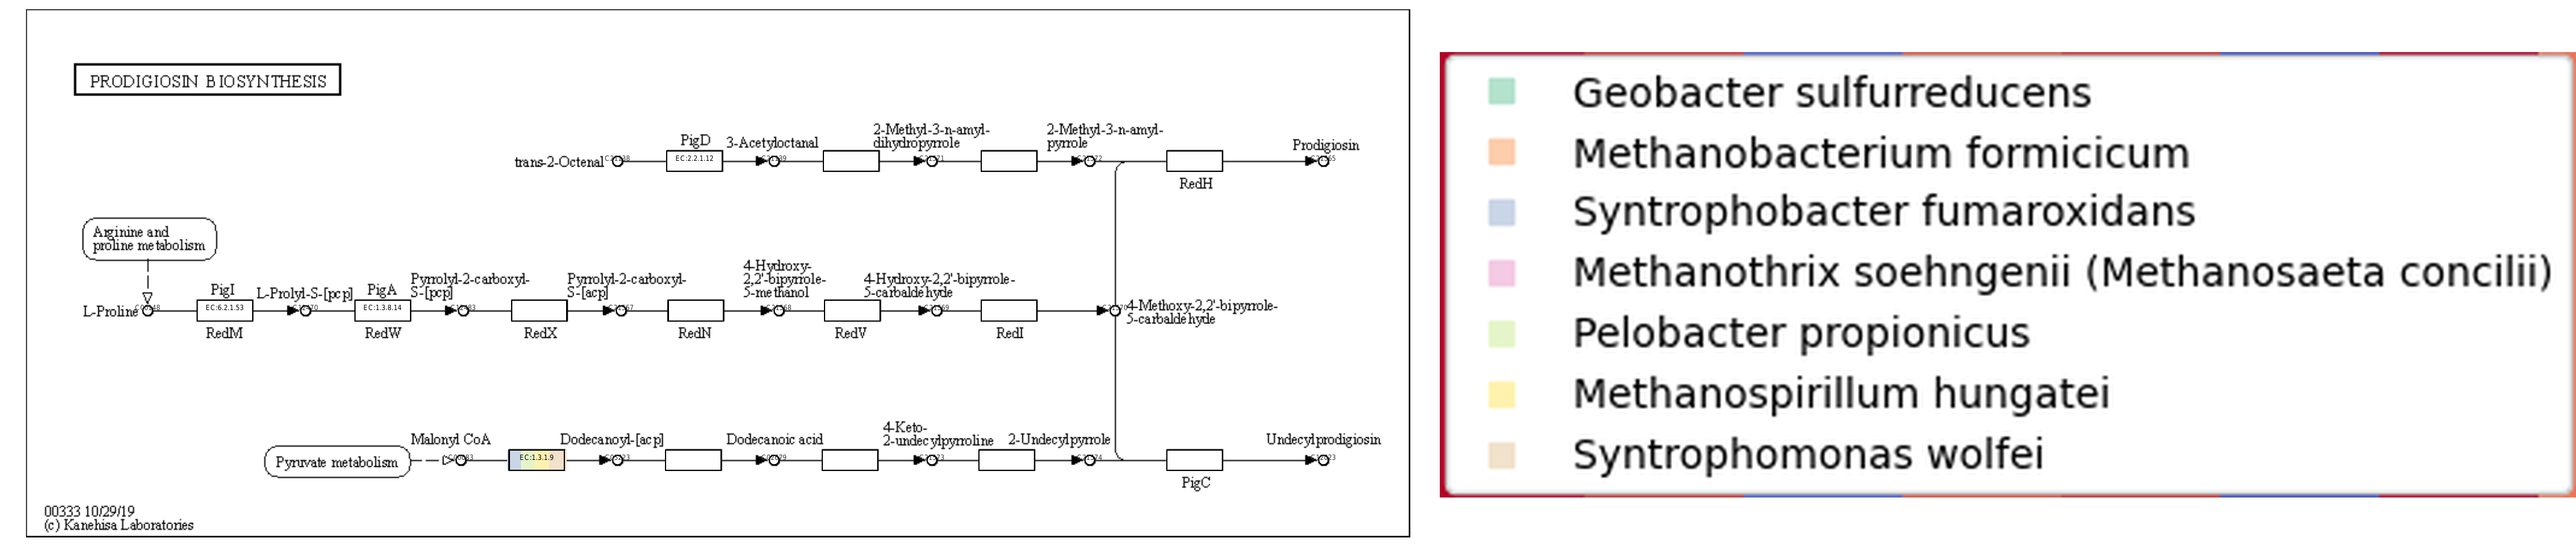 PRODIGIOSIN BIOSYNTHESIS
PigD
3-Acetyloctanal
2-Methyl-3-n-amyl-
dihydropyrrole
2-Methyl-3-n-amyl-
pyrrole
Prodigiosin
trans-2-Octenal
EC:2.2.1.12
RedH
Arginine and
proline metabolism
L-Proline
PigI
EC:6.2.1.53
RedM
L-Prolyl-S-[pcp]
PigA
EC:1.3.8.14
RedW
Pyrrolyl-2-carboxyl-
S-[pcp]
RedX
Pyrrolyl-2-carboxyl-
S-[acp]
RedN
4-Hydroxy-
2,2'-bipyrrole-
5-methanol
RedV
4-Hydroxy-2,2'-bipyrrole-
5-carbaldehyde
RedI
4-Methoxy-2,2'-bipyrrole-
5-carbaldehyde
Pyruvate metabolism
Malonyl CoA
EC:1.3.1.9
Dodecanoyl-[acp]
Dodecanoic acid
4-Keto-
2-undecylpyrroline
2-Undecylpyrrole
PigC
Undecylprodigiosin
00333 10/29/19
(c) Kanehisa Laboratories
Geobacter sulfurreducens
Methanobacterium formicicum
Syntrophobacter fumaroxidans
Methanothrix soehngenii (Methanosaeta concilii)
Pelobacter propionicus
Methanospirillum hungatei
Syntrophomonas wolfei